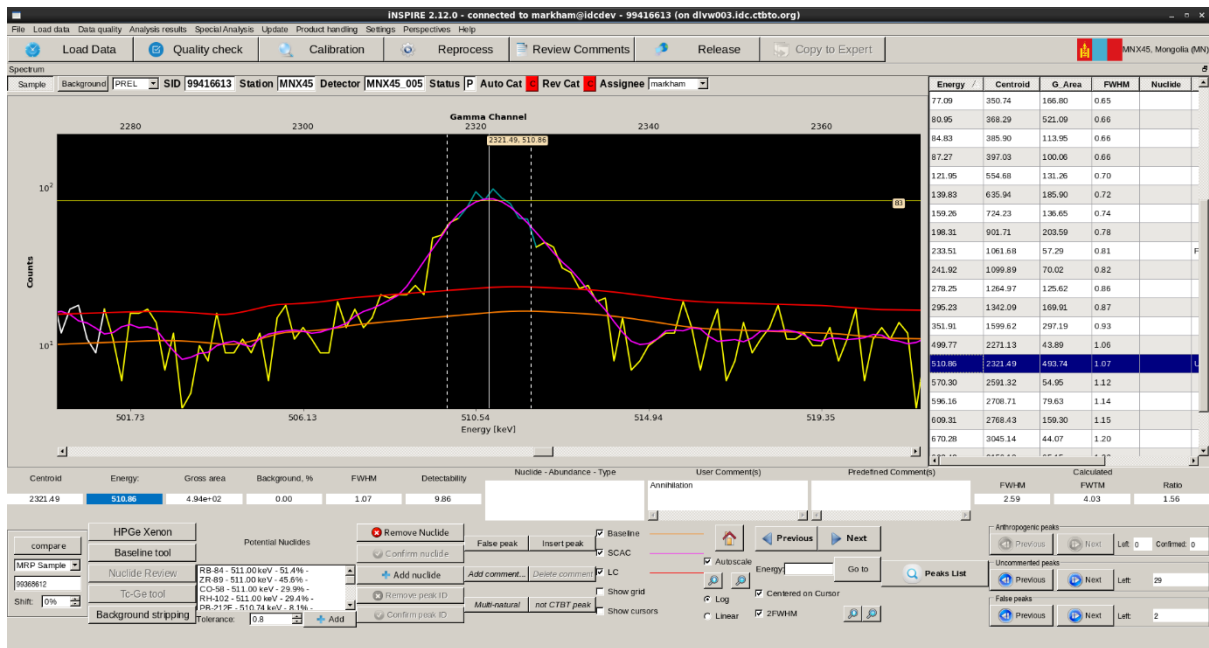 iNSPIRE 2.12.0 - connected to markham@idcdev - 99416613 (on dlvw003.idc.ctbto.org)
File Load data Data quality Analysis results Special Analysis Update Product handling Settings Perspectives Help
Load Data Quality check Calibration Reprocess Review Comments Release Copy to Expert MNX45, Mongolia (MN)
Spectrum
Sample Background PREL SID 99416613 Station MNX45 Detector MNX45_005 Status P Auto Cat C Rev Cat C Assignee markham
Gamma Channel
2280 2300 2320 2340 2360
2321.49, 510.86
10²
83
Counts
10¹
501.73 506.13 510.54 514.94 519.35
Energy [keV]
Energy / Centroid G_Area FWHM Nuclide
77.09 350.74 166.80 0.65
80.95 368.29 521.09 0.66
84.83 385.90 113.95 0.66
87.27 397.03 100.06 0.66
121.95 554.68 131.26 0.70
139.83 635.94 185.90 0.72
159.26 724.23 136.65 0.74
198.31 901.71 203.59 0.78
233.51 1061.68 57.29 0.81 F
241.92 1099.89 70.02 0.82
278.25 1264.97 125.62 0.86
295.23 1342.09 169.91 0.87
351.91 1599.62 297.19 0.93
499.77 2271.13 43.89 1.06
510.86 2321.49 493.74 1.07 U
570.30 2591.32 54.95 1.12
596.16 2708.71 79.63 1.14
609.31 2768.43 159.30 1.15
670.28 3045.14 44.07 1.20
Centroid Energy: Gross area Background, % FWHM Detectability Nuclide - Abundance - Type User Comment(s) Predefined Comment(s) Calculated
FWHM FWTM Ratio
2321.49 510.86 4.94e+02 0.00 1.07 9.86 Annihilation 2.59 4.03 1.56
compare
MRP Sample
99368612
Shift: 0%
HPGe Xenon
Baseline tool
Nuclide Review
Tc-Ge tool
Background stripping
Potential Nuclides
RB-84 - 511.00 keV - 51.4% -
ZR-89 - 511.00 keV - 45.6% -
CO-58 - 511.00 keV - 29.9% -
RH-102 - 511.00 keV - 29.4% -
PB-212F - 510.74 keV - 8.1% -
Tolerance: 0.8 Add
Remove Nuclide
Confirm nuclide
Add nuclide
Remove peak ID
Confirm peak ID
False peak Insert peak
Add comment... Delete comment
Multi-natural not CTBT peak
Baseline
SCAC
LC
Show grid
Show cursors
Autoscale
Log
Linear
Previous Next
Energy: Go to
Centered on Cursor
2FWHM
Peaks List
Anthropogenic peaks
Previous Next Left: 0 Confirmed: 0
Uncommented peaks
Previous Next Left: 29
False peaks
Previous Next Left: 2